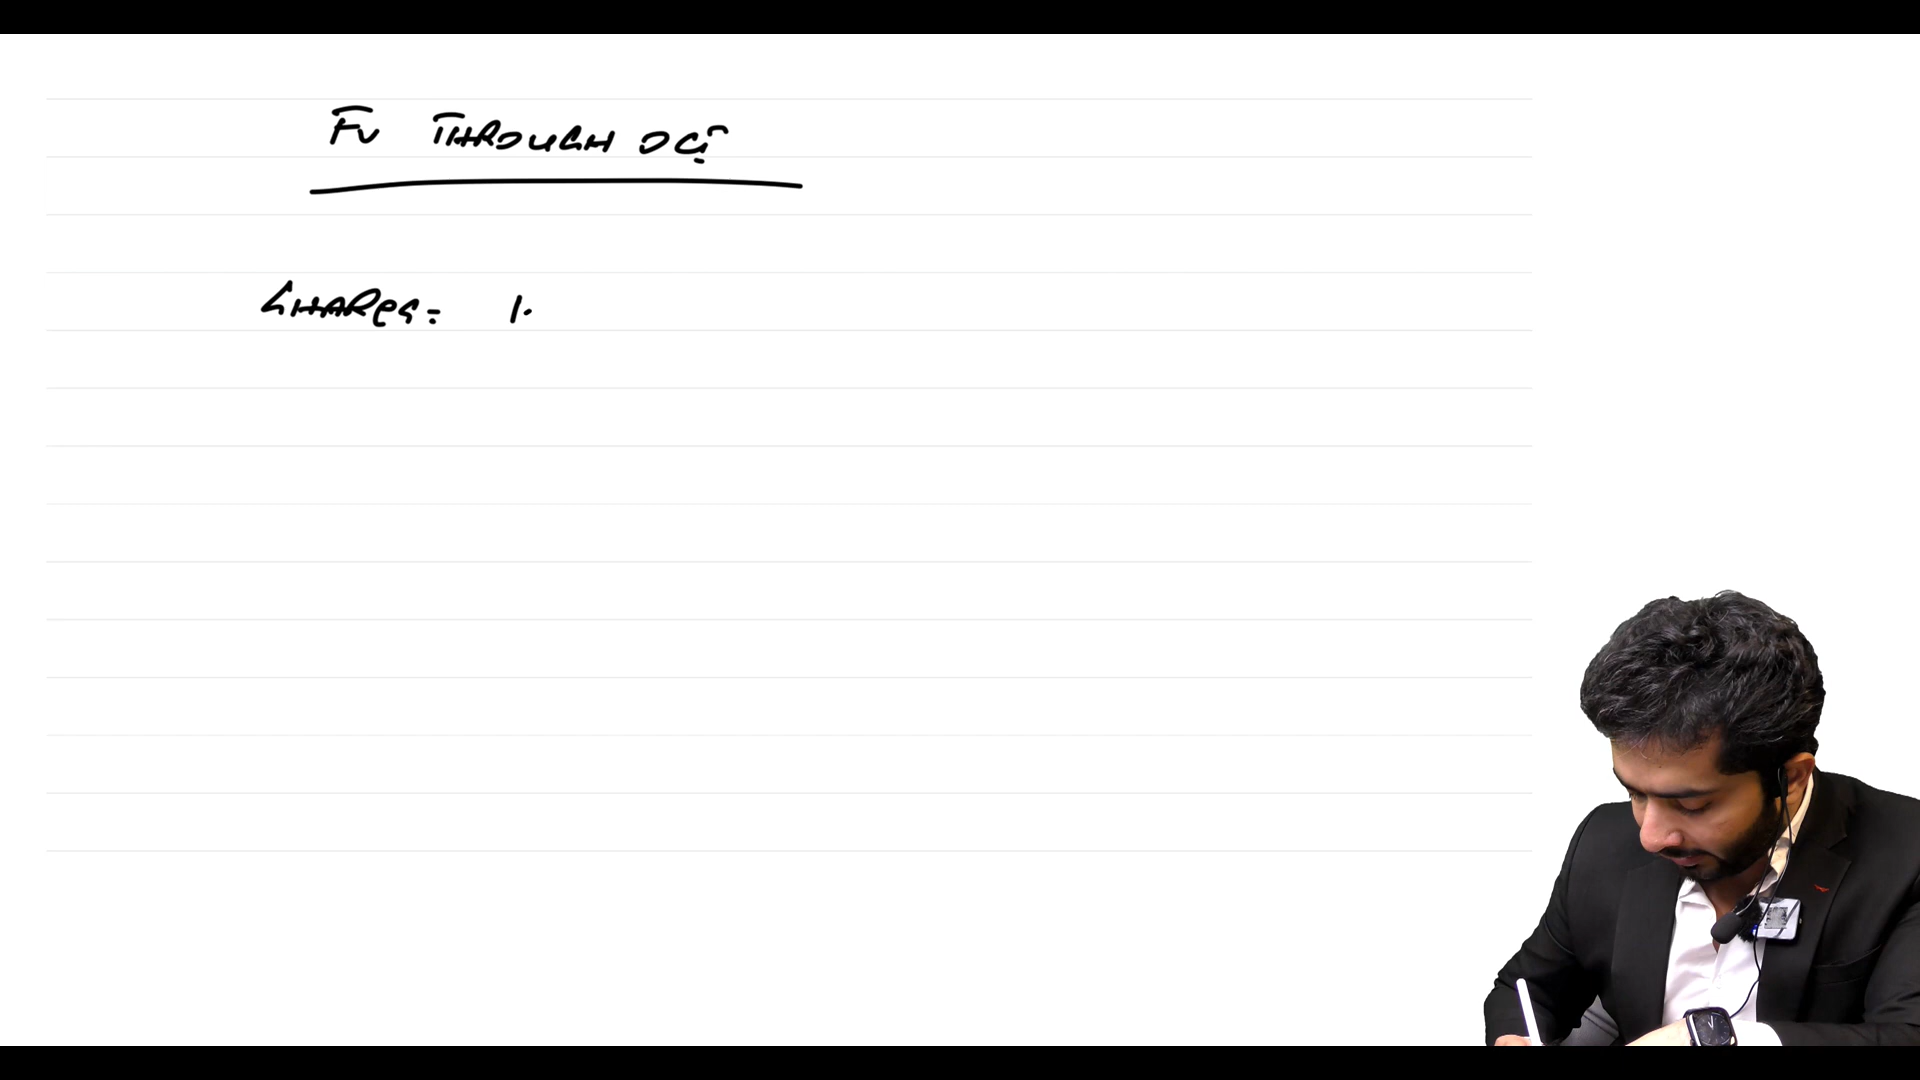 FV THROUGH OCI
SHARES = 1.